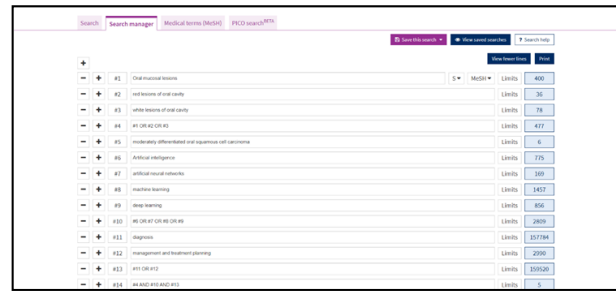 Search Search manager Medical terms (MeSH) PICO search BETA
Save this search View saved searches ? Search help
View fewer lines Print
+
− + #1 Oral mucosal lesions S MeSH Limits 400
− + #2 red lesions of oral cavity Limits 36
− + #3 white lesions of oral cavity Limits 78
− + #4 #1 OR #2 OR #3 Limits 477
− + #5 moderately differentiated oral squamous cell carcinoma Limits 6
− + #6 Artificial intelligence Limits 775
− + #7 artificial neural networks Limits 169
− + #8 machine learning Limits 1457
− + #9 deep learning Limits 856
− + #10 #6 OR #7 OR #8 OR #9 Limits 2809
− + #11 diagnosis Limits 157784
− + #12 management and treatment planning Limits 2990
− + #13 #11 OR #12 Limits 159520
− + #14 #4 AND #10 AND #13 Limits 5